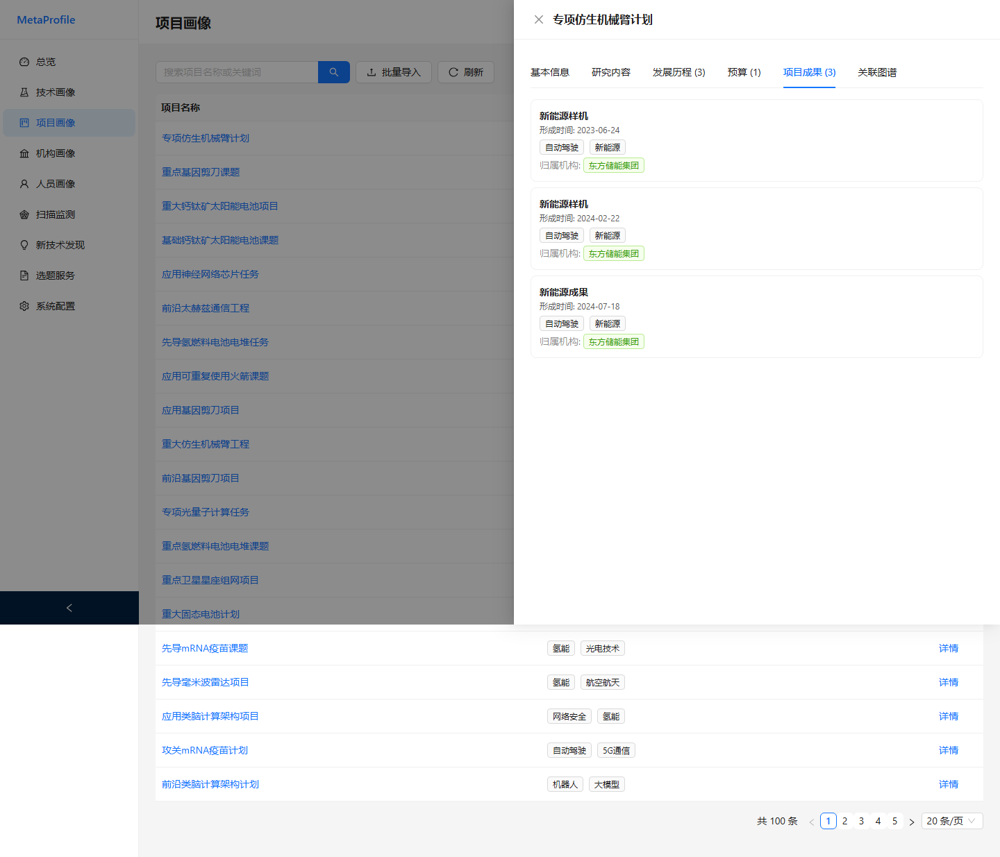 MetaProfile
总览
技术画像
项目画像
机构画像
人员画像
扫描监测
新技术发现
选题服务
系统配置
项目画像
搜索项目名称或关键词
批量导入
刷新
项目名称
专项仿生机械臂计划
重点基因剪刀课题
重大钙钛矿太阳能电池项目
基础钙钛矿太阳能电池课题
应用神经网络芯片任务
前沿太赫兹通信工程
先导氢燃料电池电堆任务
应用可重复使用火箭课题
应用基因剪刀项目
重大仿生机械臂工程
前沿基因剪刀项目
专项光量子计算任务
重点氢燃料电池电堆课题
重点卫星星座组网项目
重大固态电池计划
先导mRNA疫苗课题 氢能 光电技术 详情
先导毫米波雷达项目 氢能 航空航天 详情
应用类脑计算架构项目 网络安全 氢能 详情
攻关mRNA疫苗计划 自动驾驶 5G通信 详情
前沿类脑计算架构计划 机器人 大模型 详情
共 100 条 1 2 3 4 5 20 条/页
专项仿生机械臂计划
基本信息 研究内容 发展历程 (3) 预算 (1) 项目成果 (3) 关联图谱
新能源样机
形成时间: 2023-06-24
自动驾驶 新能源
归属机构: 东方储能集团
新能源样机
形成时间: 2024-02-22
自动驾驶 新能源
归属机构: 东方储能集团
新能源成果
形成时间: 2024-07-18
自动驾驶 新能源
归属机构: 东方储能集团